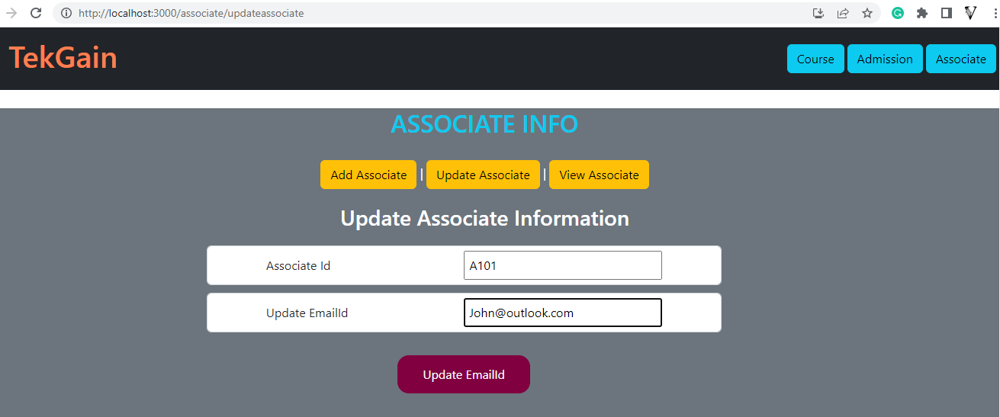 http://localhost:3000/associate/updateassociate
TekGain
Course Admission Associate
ASSOCIATE INFO
Add Associate | Update Associate | View Associate
Update Associate Information
Associate Id A101
Update EmailId John@outlook.com
Update EmailId